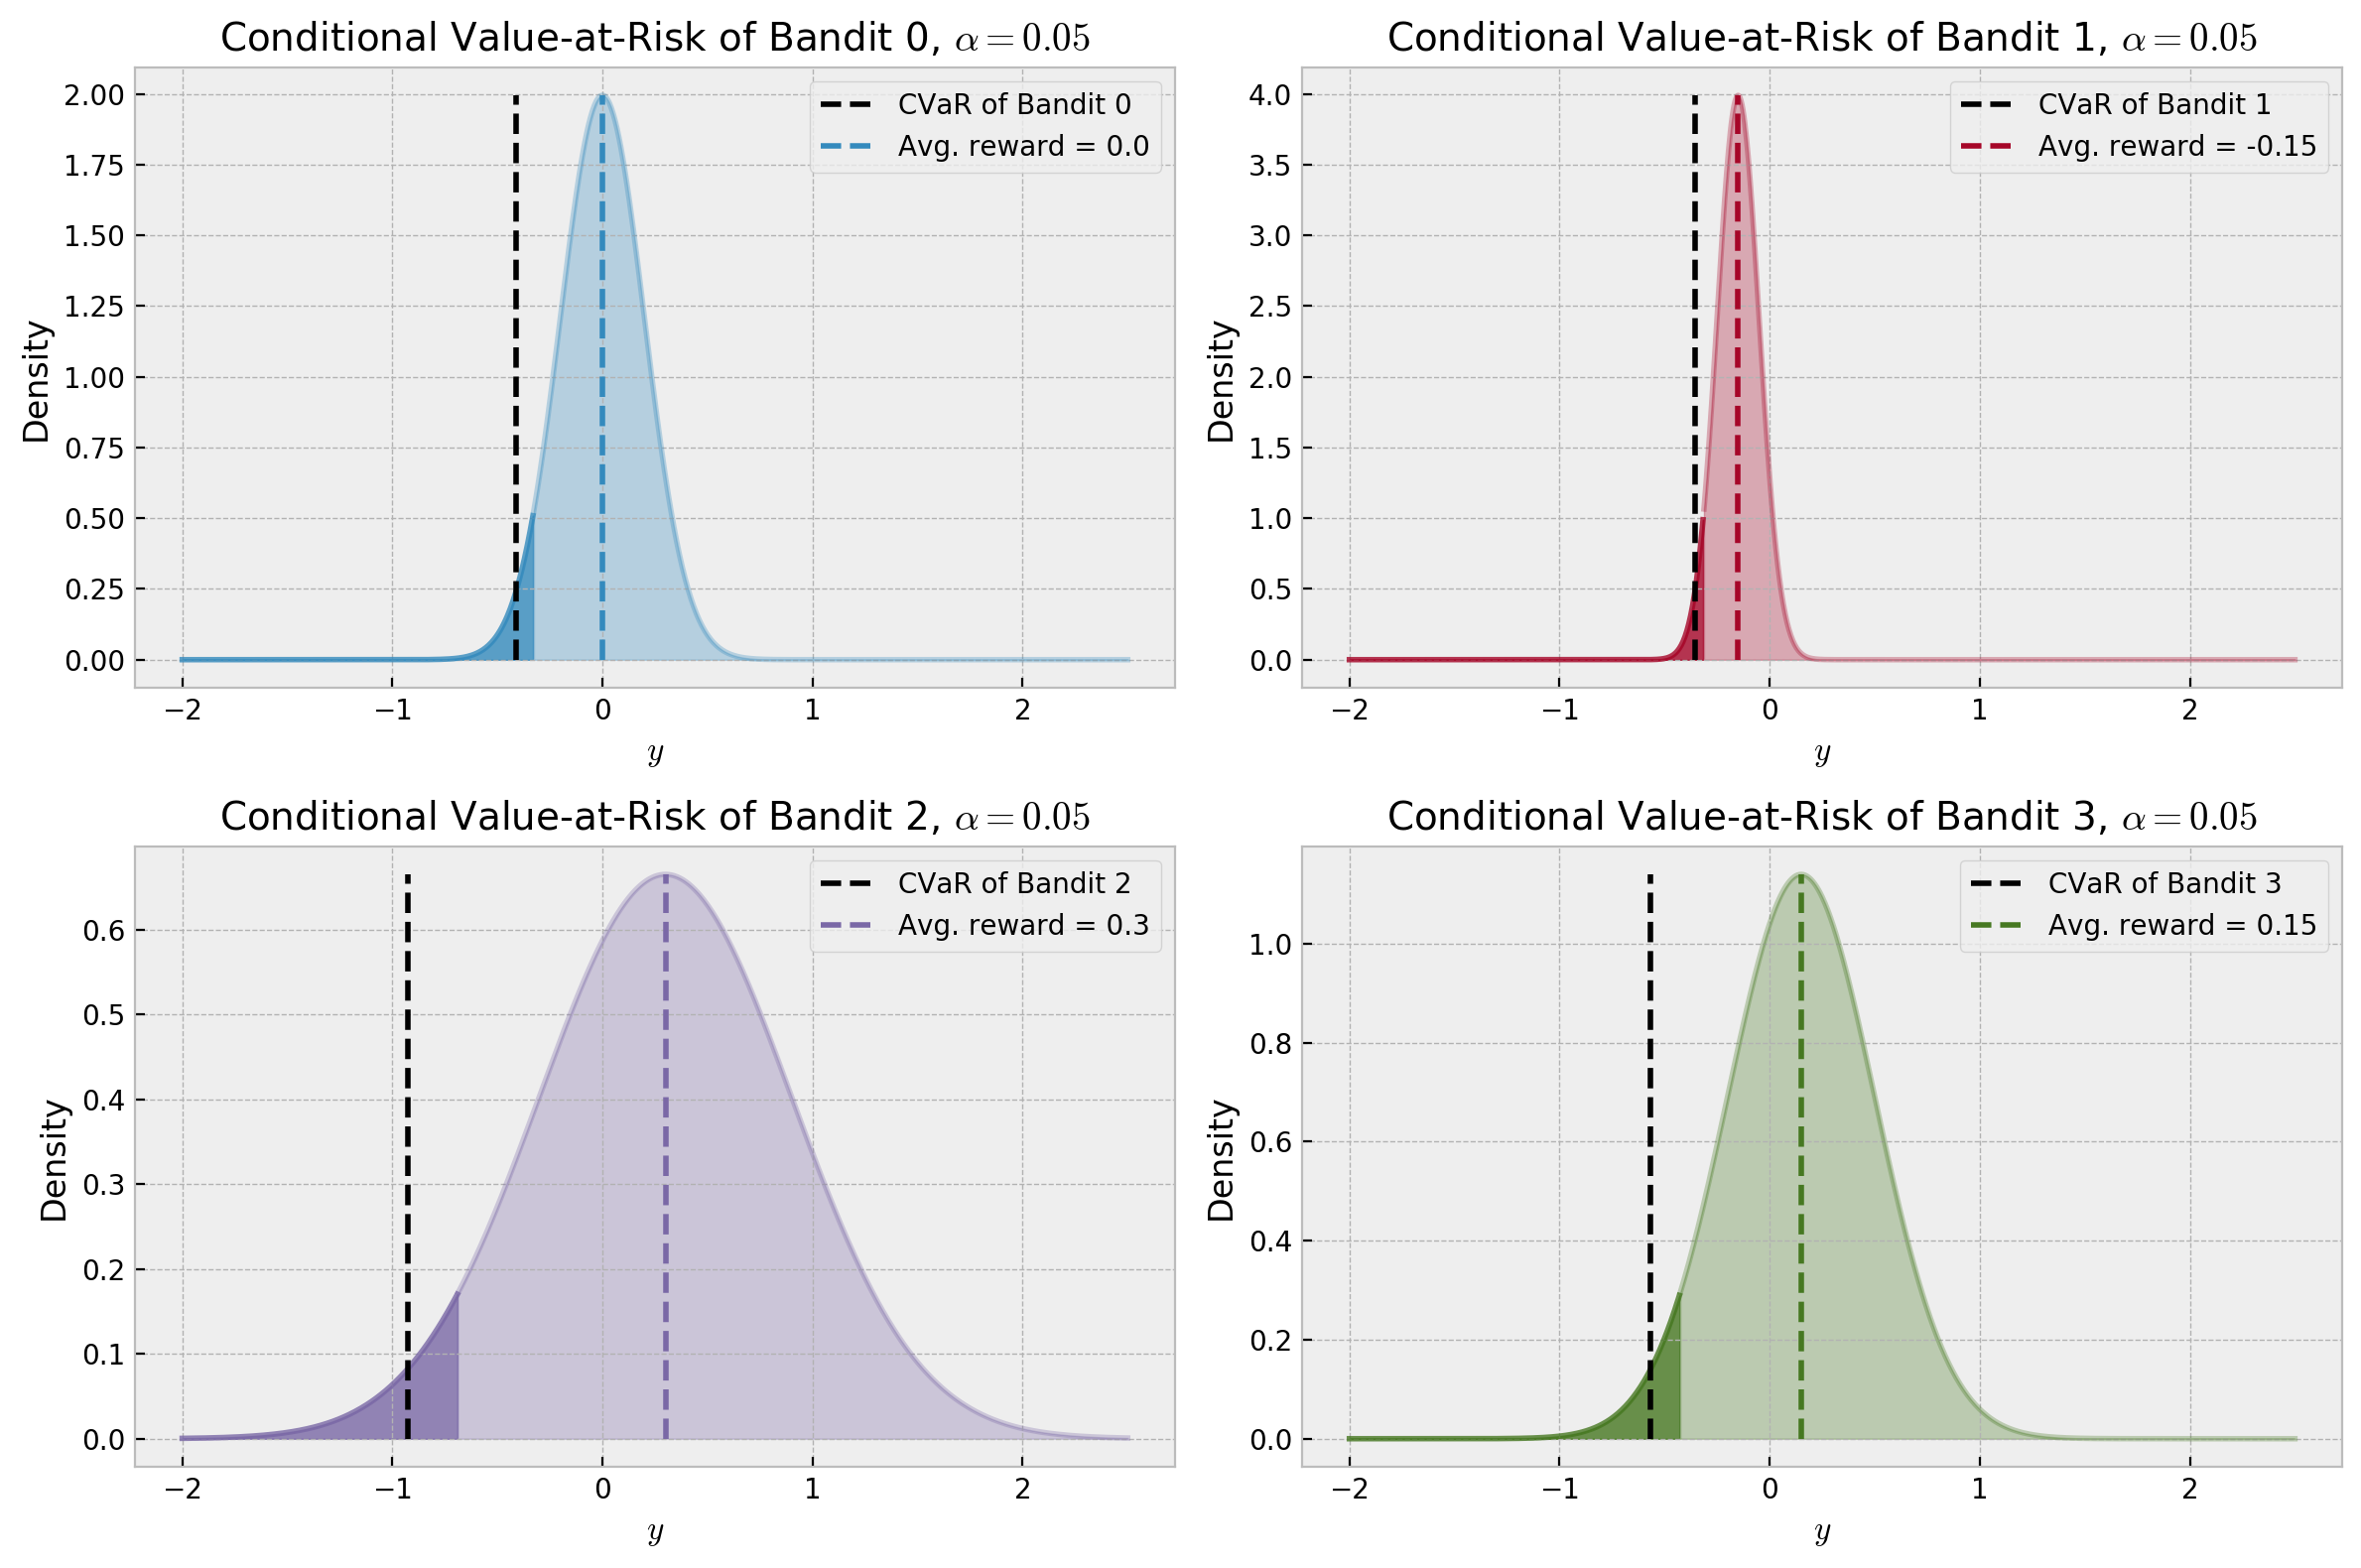 Conditional Value-at-Risk of Bandit 0, α = 0.05
CVaR of Bandit 0
Avg. reward = 0.0
2.00
1.75
1.50
1.25
1.00
0.75
0.50
0.25
0.00
Density
−2 −1 0 1 2
y
Conditional Value-at-Risk of Bandit 1, α = 0.05
CVaR of Bandit 1
Avg. reward = -0.15
4.0
3.5
3.0
2.5
2.0
1.5
1.0
0.5
0.0
Density
−2 −1 0 1 2
y
Conditional Value-at-Risk of Bandit 2, α = 0.05
CVaR of Bandit 2
Avg. reward = 0.3
0.6
0.5
0.4
0.3
0.2
0.1
0.0
Density
−2 −1 0 1 2
y
Conditional Value-at-Risk of Bandit 3, α = 0.05
CVaR of Bandit 3
Avg. reward = 0.15
1.0
0.8
0.6
0.4
0.2
0.0
Density
−2 −1 0 1 2
y